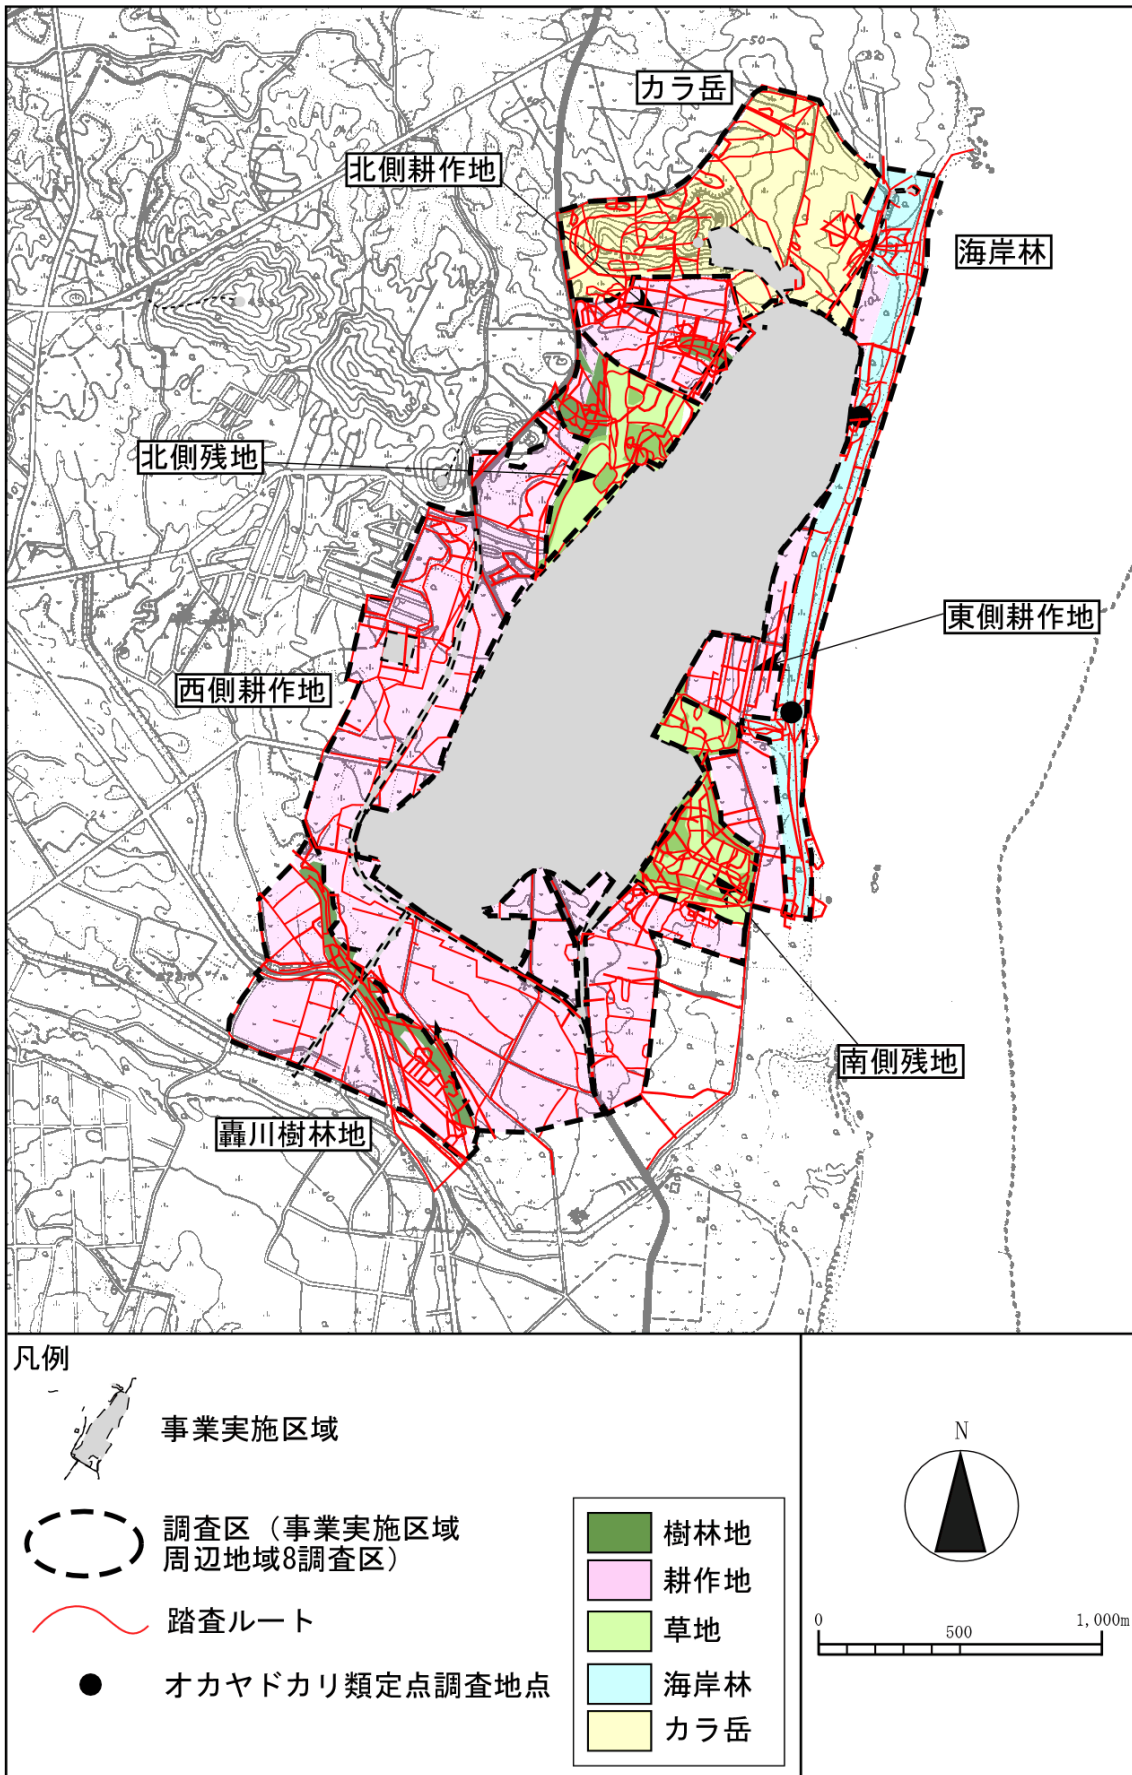 カラ岳
北側耕作地
海岸林
北側残地
東側耕作地
西側耕作地
南側残地
轟川樹林地
50
24
凡例
事業実施区域
調査区（事業実施区域
周辺地域8調査区）
踏査ルート
オカヤドカリ類定点調査地点
樹林地
耕作地
草地
海岸林
カラ岳
N
0
500
1,000m